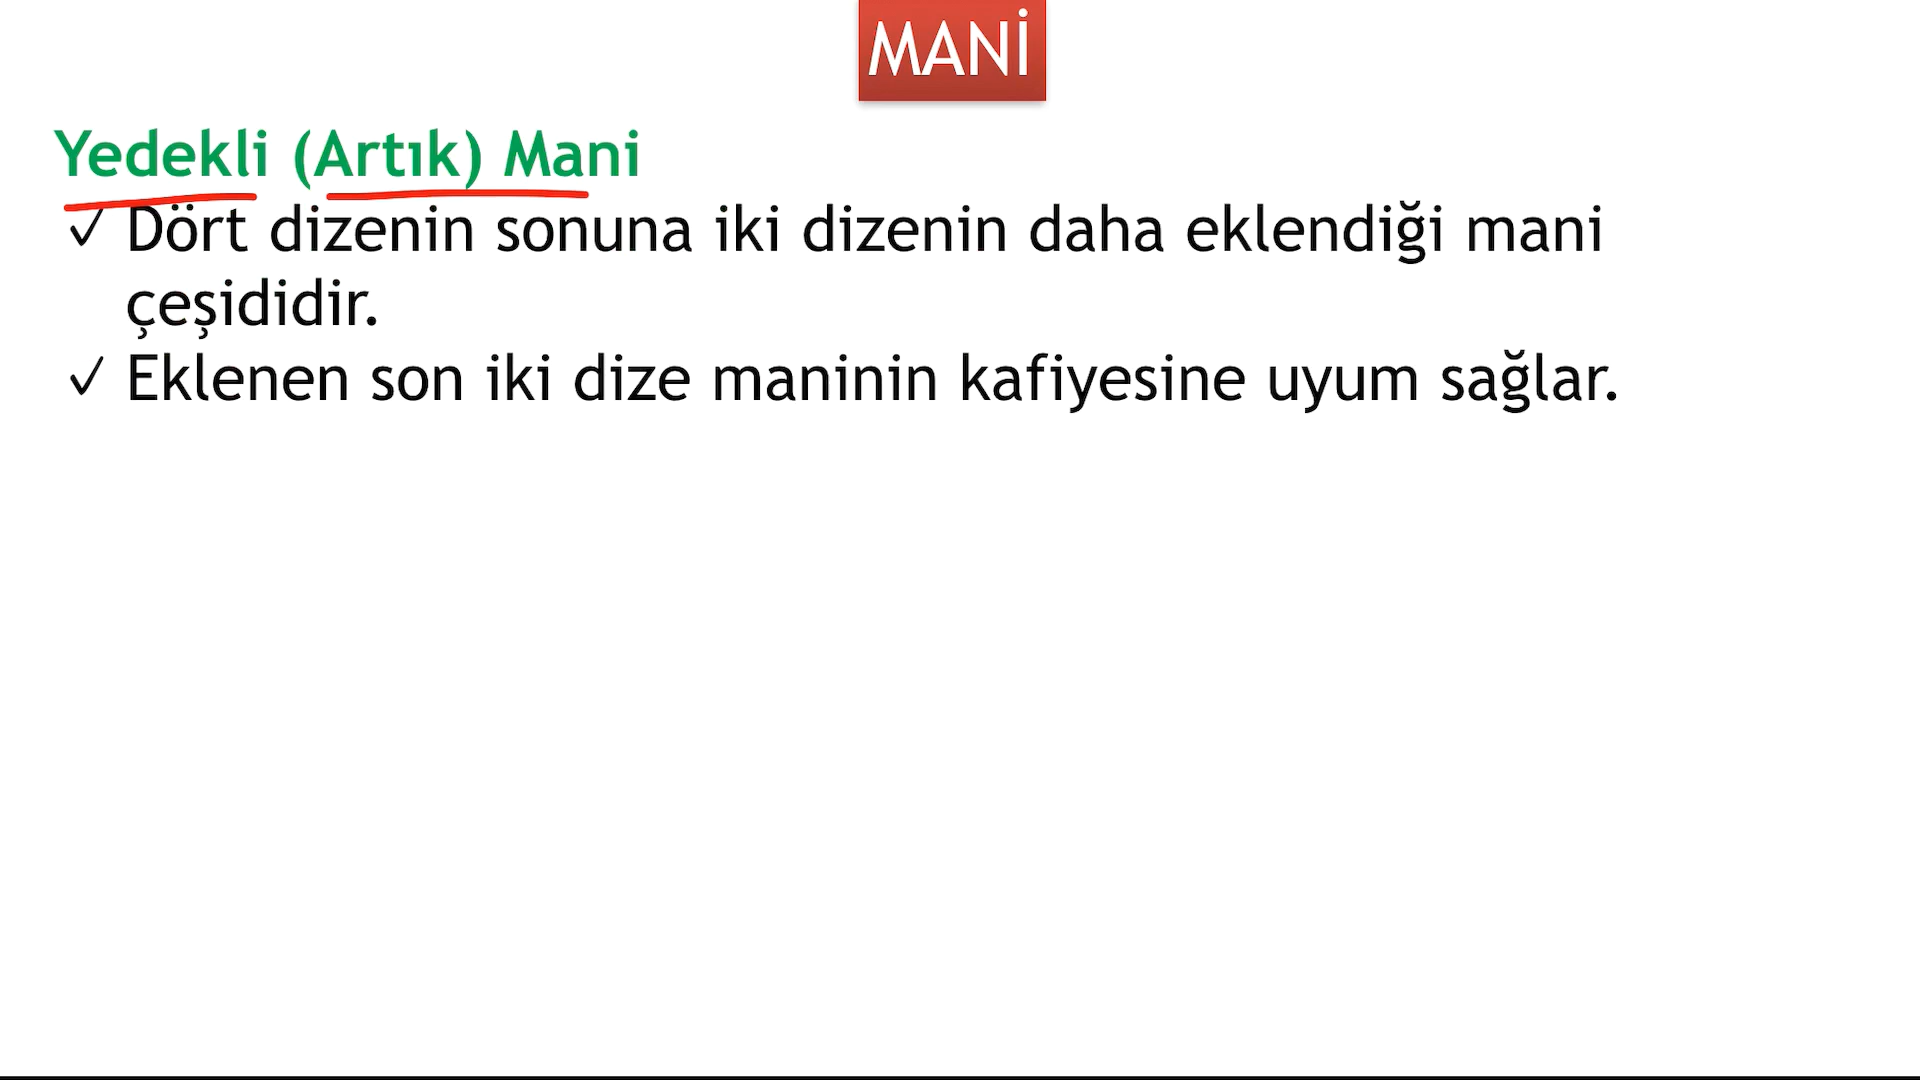 MANİ
Yedekli (Artık) Mani
✓ Dört dizenin sonuna iki dizenin daha eklendiği mani
çeşididir.
✓ Eklenen son iki dize maninin kafiyesine uyum sağlar.